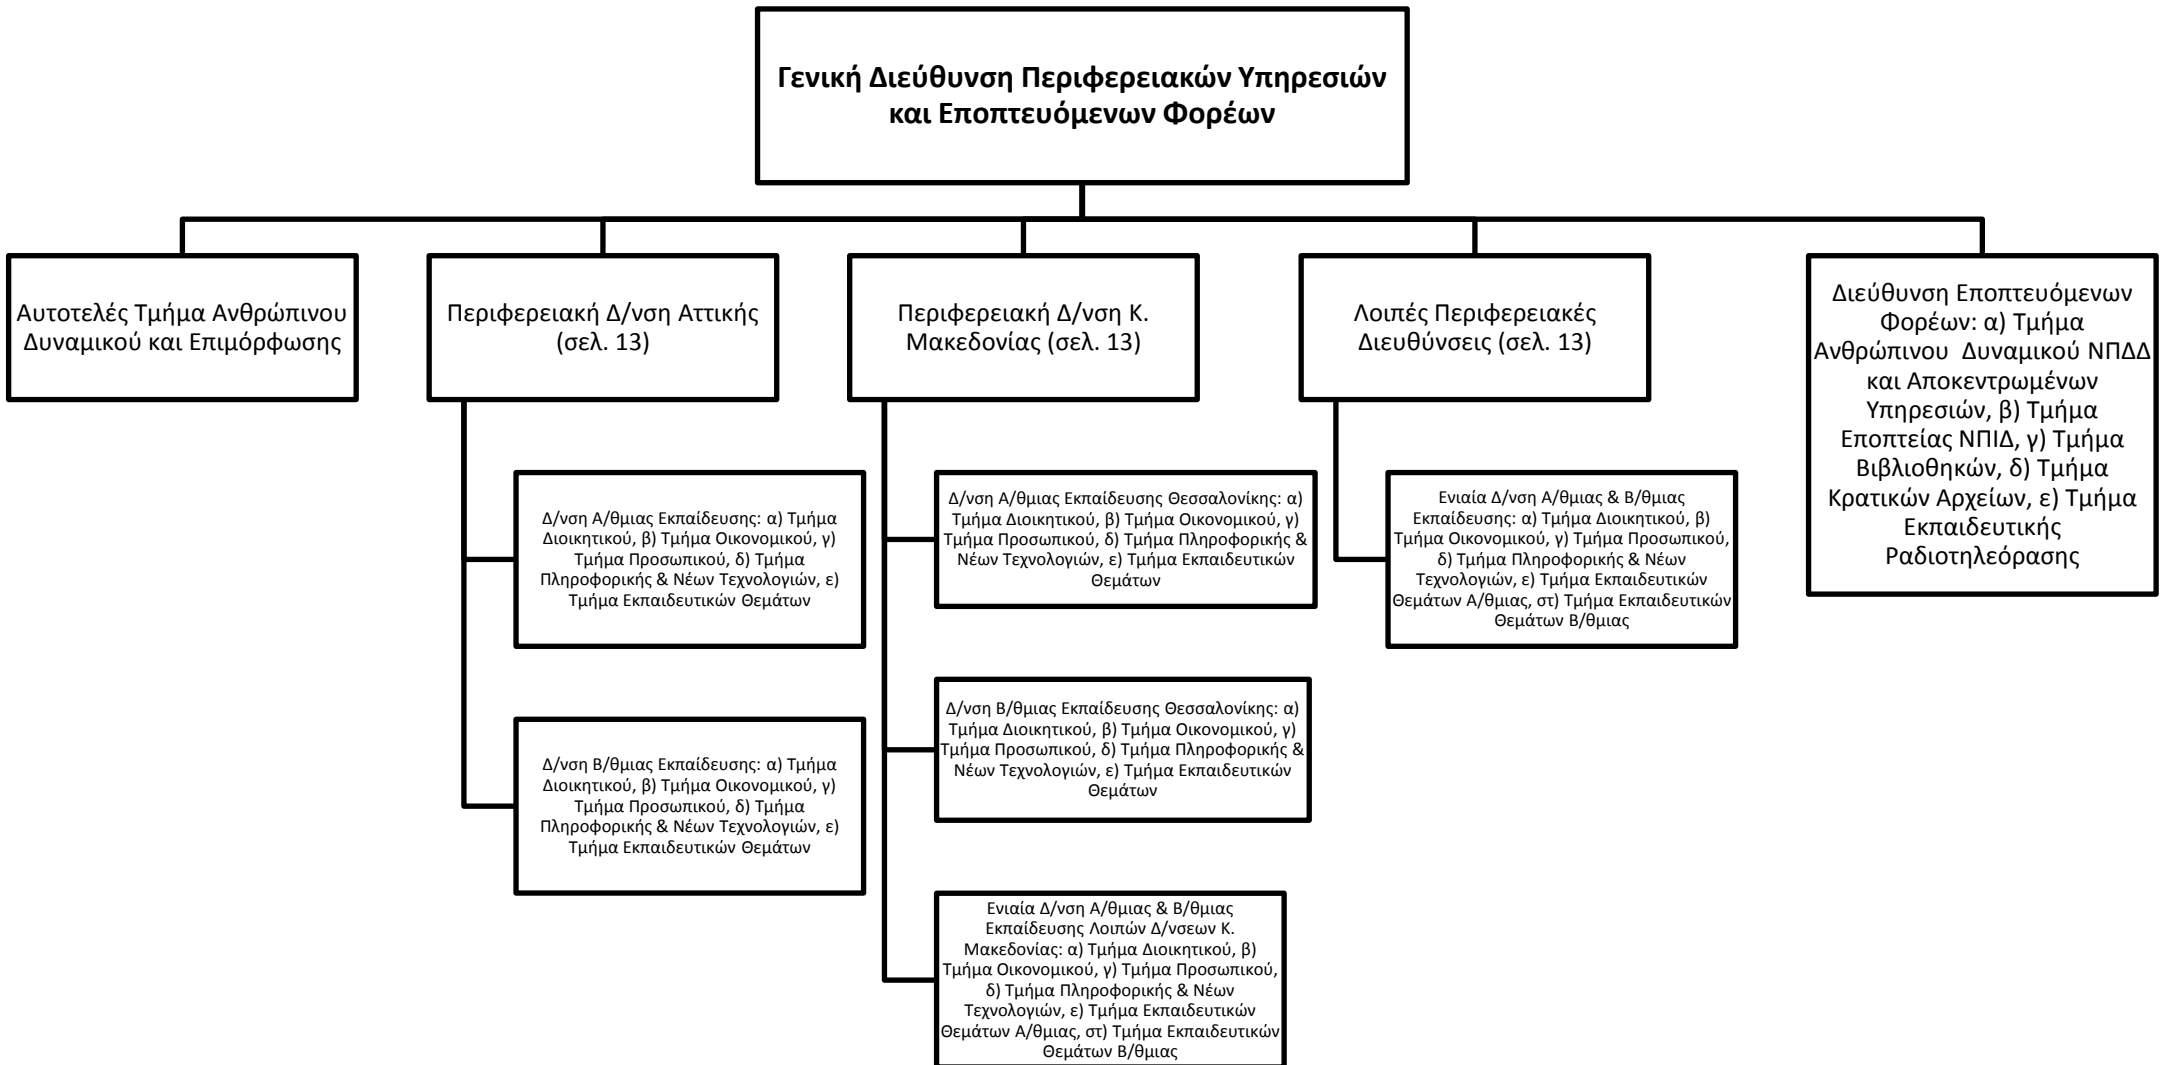 Γενική Διεύθυνση Περιφερειακών Υπηρεσιών
και Εποπτευόμενων Φορέων
Αυτοτελές Τμήμα Ανθρώπινου
Δυναμικού και Επιμόρφωσης
Περιφερειακή Δ/νση Αττικής
(σελ. 13)
Δ/νση Α/θμιας Εκπαίδευσης: α) Τμήμα
Διοικητικού, β) Τμήμα Οικονομικού, γ)
Τμήμα Προσωπικού, δ) Τμήμα
Πληροφορικής & Νέων Τεχνολογιών, ε)
Τμήμα Εκπαιδευτικών Θεμάτων
Δ/νση Β/θμιας Εκπαίδευσης: α) Τμήμα
Διοικητικού, β) Τμήμα Οικονομικού, γ)
Τμήμα Προσωπικού, δ) Τμήμα
Πληροφορικής & Νέων Τεχνολογιών, ε)
Τμήμα Εκπαιδευτικών Θεμάτων
Περιφερειακή Δ/νση Κ.
Μακεδονίας (σελ. 13)
Δ/νση Α/θμιας Εκπαίδευσης Θεσσαλονίκης: α)
Τμήμα Διοικητικού, β) Τμήμα Οικονομικού, γ)
Τμήμα Προσωπικού, δ) Τμήμα Πληροφορικής &
Νέων Τεχνολογιών, ε) Τμήμα Εκπαιδευτικών
Θεμάτων
Δ/νση Β/θμιας Εκπαίδευσης Θεσσαλονίκης: α)
Τμήμα Διοικητικού, β) Τμήμα Οικονομικού, γ)
Τμήμα Προσωπικού, δ) Τμήμα Πληροφορικής &
Νέων Τεχνολογιών, ε) Τμήμα Εκπαιδευτικών
Θεμάτων
Ενιαία Δ/νση Α/θμιας & Β/θμιας
Εκπαίδευσης Λοιπών Δ/νσεων Κ.
Μακεδονίας: α) Τμήμα Διοικητικού, β)
Τμήμα Οικονομικού, γ) Τμήμα Προσωπικού,
δ) Τμήμα Πληροφορικής & Νέων
Τεχνολογιών, ε) Τμήμα Εκπαιδευτικών
Θεμάτων Α/θμιας, στ) Τμήμα Εκπαιδευτικών
Θεμάτων Β/θμιας
Λοιπές Περιφερειακές
Διευθύνσεις (σελ. 13)
Ενιαία Δ/νση Α/θμιας & Β/θμιας
Εκπαίδευσης: α) Τμήμα Διοικητικού, β)
Τμήμα Οικονομικού, γ) Τμήμα Προσωπικού,
δ) Τμήμα Πληροφορικής & Νέων
Τεχνολογιών, ε) Τμήμα Εκπαιδευτικών
Θεμάτων Α/θμιας, στ) Τμήμα Εκπαιδευτικών
Θεμάτων Β/θμιας
Διεύθυνση Εποπτευόμενων
Φορέων: α) Τμήμα
Ανθρώπινου Δυναμικού ΝΠΔΔ
και Αποκεντρωμένων
Υπηρεσιών, β) Τμήμα
Εποπτείας ΝΠΙΔ, γ) Τμήμα
Βιβλιοθηκών, δ) Τμήμα
Κρατικών Αρχείων, ε) Τμήμα
Εκπαιδευτικής
Ραδιοτηλεόρασης